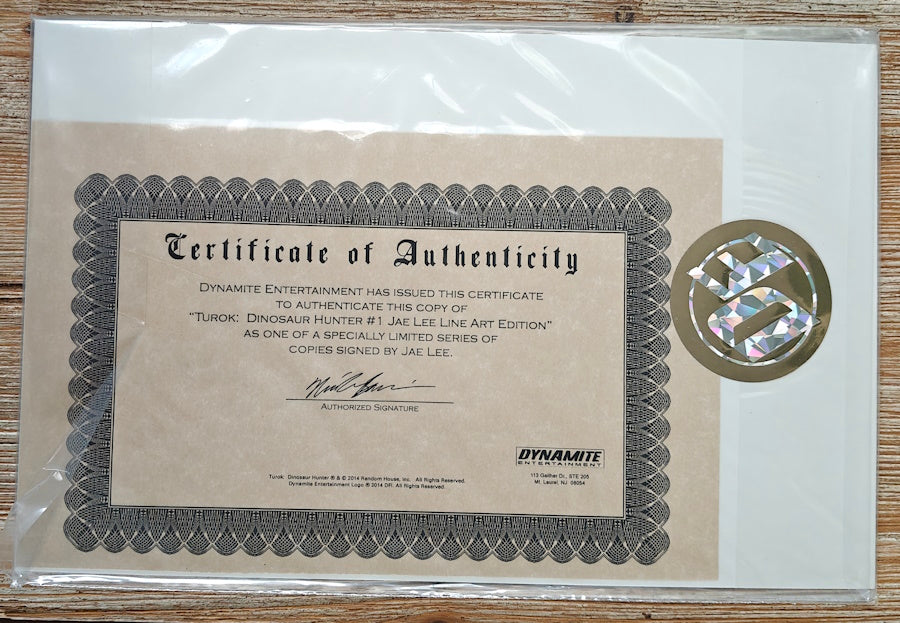 Certificate of Authenticity
Dynamite Entertainment has issued this certificate
to authenticate this copy of
“Turok: Dinosaur Hunter #1 Jae Lee Line Art Edition”
as one of a specially limited series of
copies signed by Jae Lee.
Authorized Signature
DYNAMITE
ENTERTAINMENT
Turok: Dinosaur Hunter ® & © 2014 Random House, Inc. All Rights Reserved.
Dynamite Entertainment Logo ® 2014 DR. All Rights Reserved.
113 Gaither Dr., STE 205
Mt. Laurel, NJ 08054